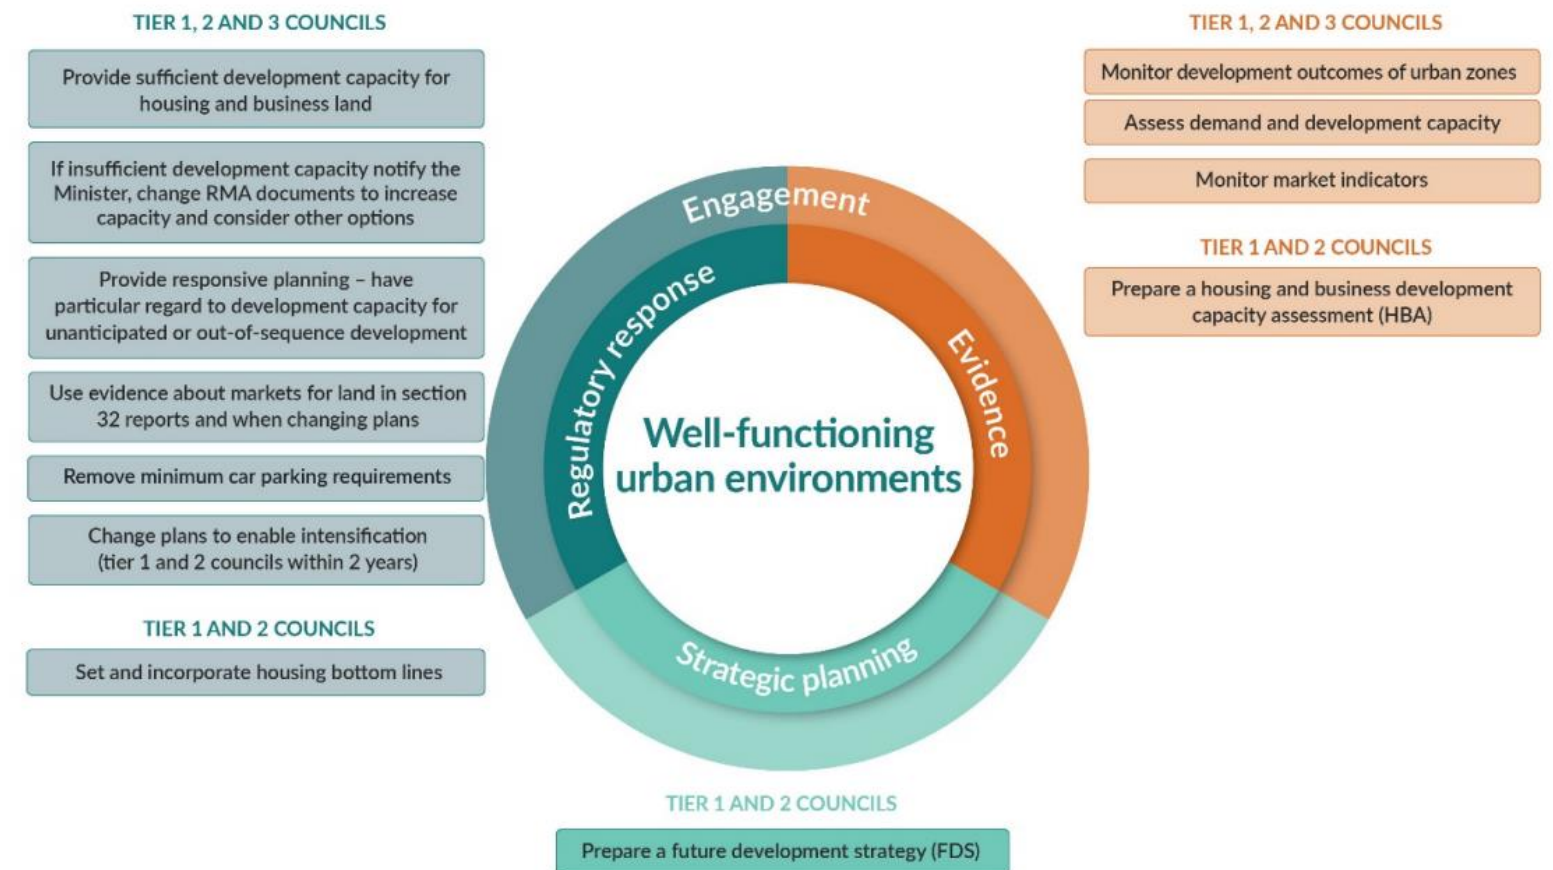 TIER 1, 2 AND 3 COUNCILS
Provide sufficient development capacity for
housing and business land
If insufficient development capacity notify the
Minister, change RMA documents to increase
capacity and consider other options
Provide responsive planning – have
particular regard to development capacity for
unanticipated or out-of-sequence development
Use evidence about markets for land in section
32 reports and when changing plans
Remove minimum car parking requirements
Change plans to enable intensification
(tier 1 and 2 councils within 2 years)
TIER 1 AND 2 COUNCILS
Set and incorporate housing bottom lines
Engagement
Regulatory response
Evidence
Strategic planning
Well-functioning
urban environments
TIER 1, 2 AND 3 COUNCILS
Monitor development outcomes of urban zones
Assess demand and development capacity
Monitor market indicators
TIER 1 AND 2 COUNCILS
Prepare a housing and business development
capacity assessment (HBA)
TIER 1 AND 2 COUNCILS
Prepare a future development strategy (FDS)